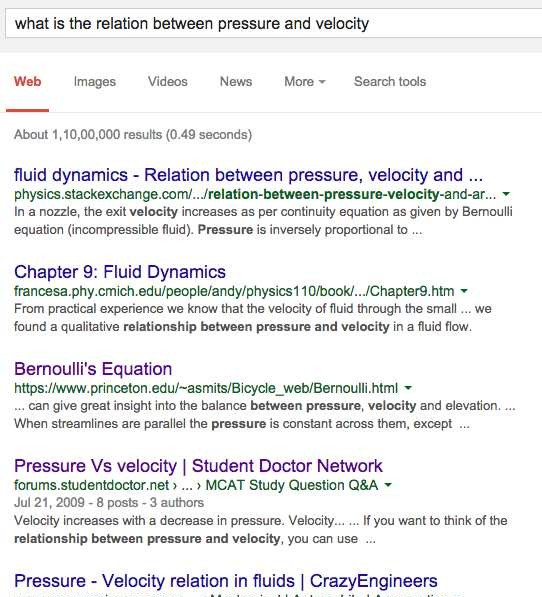 what is the relation between pressure and velocity
Web Images Videos News More Search tools
About 1,10,00,000 results (0.49 seconds)
fluid dynamics - Relation between pressure, velocity and ...
physics.stackexchange.com/.../relation-between-pressure-velocity-and-ar...
In a nozzle, the exit velocity increases as per continuity equation as given by Bernoulli
equation (incompressible fluid). Pressure is inversely proportional to ...
Chapter 9: Fluid Dynamics
francesa.phy.cmich.edu/people/andy/physics110/book/.../Chapter9.htm
From practical experience we know that the velocity of fluid through the small ... we
found a qualitative relationship between pressure and velocity in a fluid flow.
Bernoulli's Equation
https://www.princeton.edu/~asmits/Bicycle_web/Bernoulli.html
... can give great insight into the balance between pressure, velocity and elevation. ...
When streamlines are parallel the pressure is constant across them, except ...
Pressure Vs velocity | Student Doctor Network
forums.studentdoctor.net › ... › MCAT Study Question Q&A
Jul 21, 2009 - 8 posts - 3 authors
Velocity increases with a decrease in pressure. Velocity... ... If you want to think of the
relationship between pressure and velocity, you can use ...
Pressure - Velocity relation in fluids | CrazyEngineers